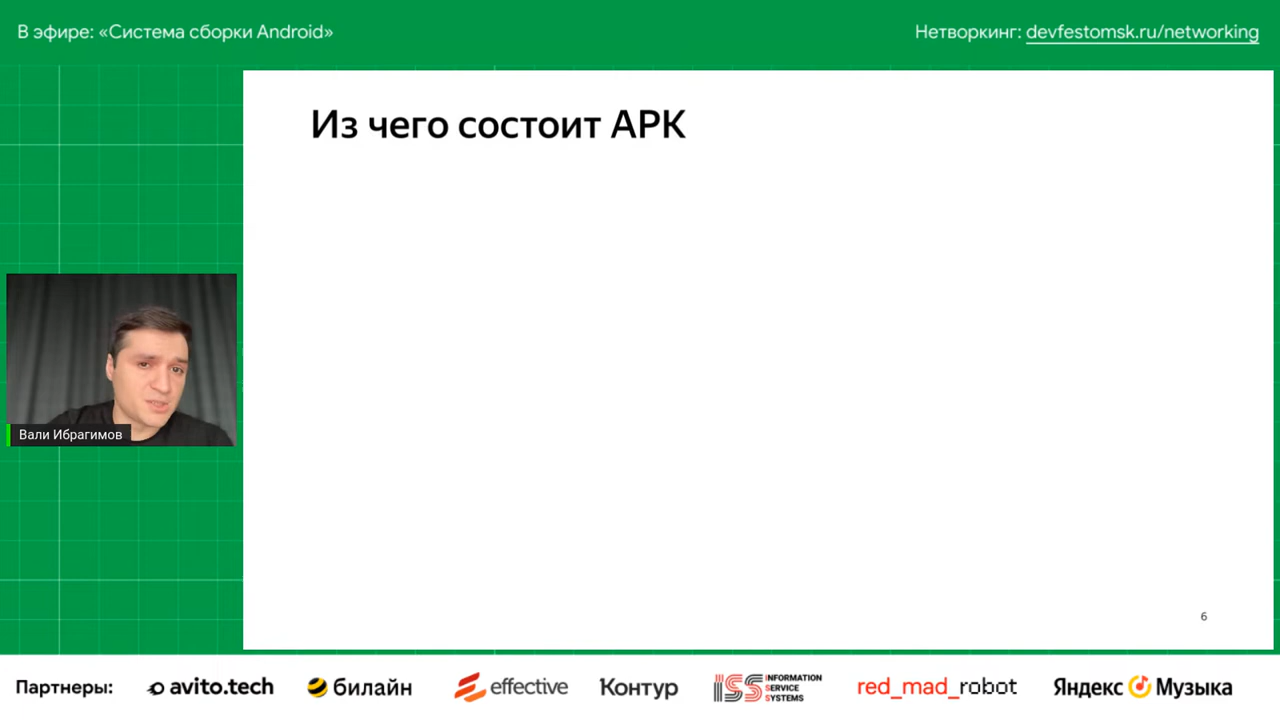 В эфире: «Система сборки Android»
Нетворкинг: devfestomsk.ru/networking
Из чего состоит APK
Вали Ибрагимов
6
Партнеры:
avito.tech
билайн
effective
Контур
ISS INFORMATION
SERVICE
SYSTEMS
red_mad_robot
Яндекс Музыка